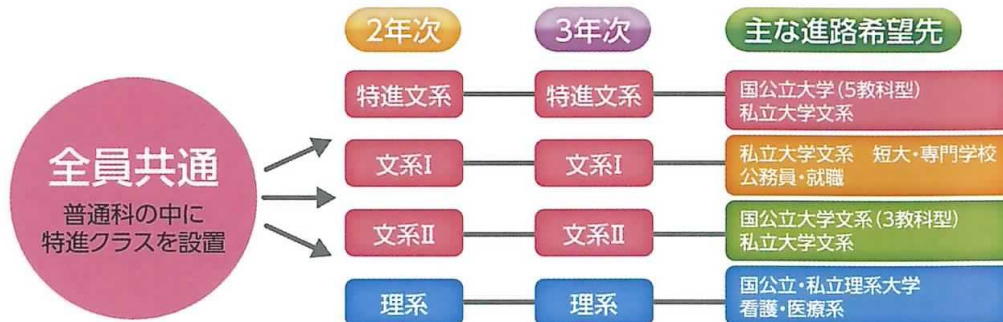 2年次
3年次
主な進路希望先
全員共通
普通科の中に
特進クラスを設置
特進文系
特進文系
国公立大学(5教科型)
私立大学文系
文系I
文系I
私立大学文系 短大・専門学校
公務員・就職
文系II
文系II
国公立大学文系(3教科型)
私立大学文系
理系
理系
国公立・私立理系大学
看護・医療系